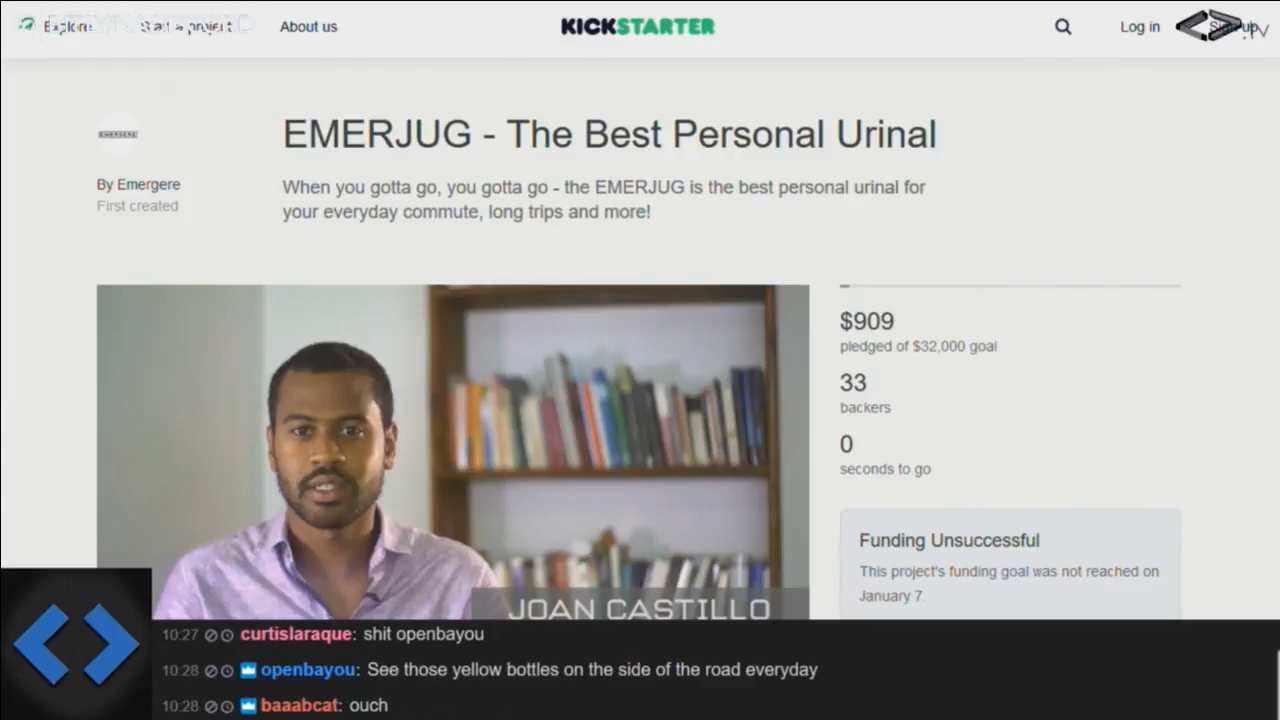 Explore
Start a project
About us
KICKSTARTER
Log in
Sign up
.TV
EMERGERE
EMERJUG - The Best Personal Urinal
By Emergere
First created
When you gotta go, you gotta go - the EMERJUG is the best personal urinal for
your everyday commute, long trips and more!
$909
pledged of $32,000 goal
33
backers
0
seconds to go
Funding Unsuccessful
This project's funding goal was not reached on
January 7.
JOAN CASTILLO
10:27 curtislaraque: shit openbayou
10:28 openbayou: See those yellow bottles on the side of the road everyday
10:28 baaabcat: ouch